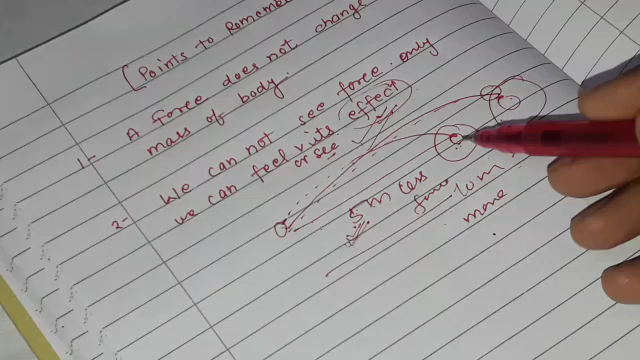 [Points to Remember
1- A Force does not change
mass of body.
2- We can not see force. only
we can feel its effect
or see
5 m less
force
10 m
more